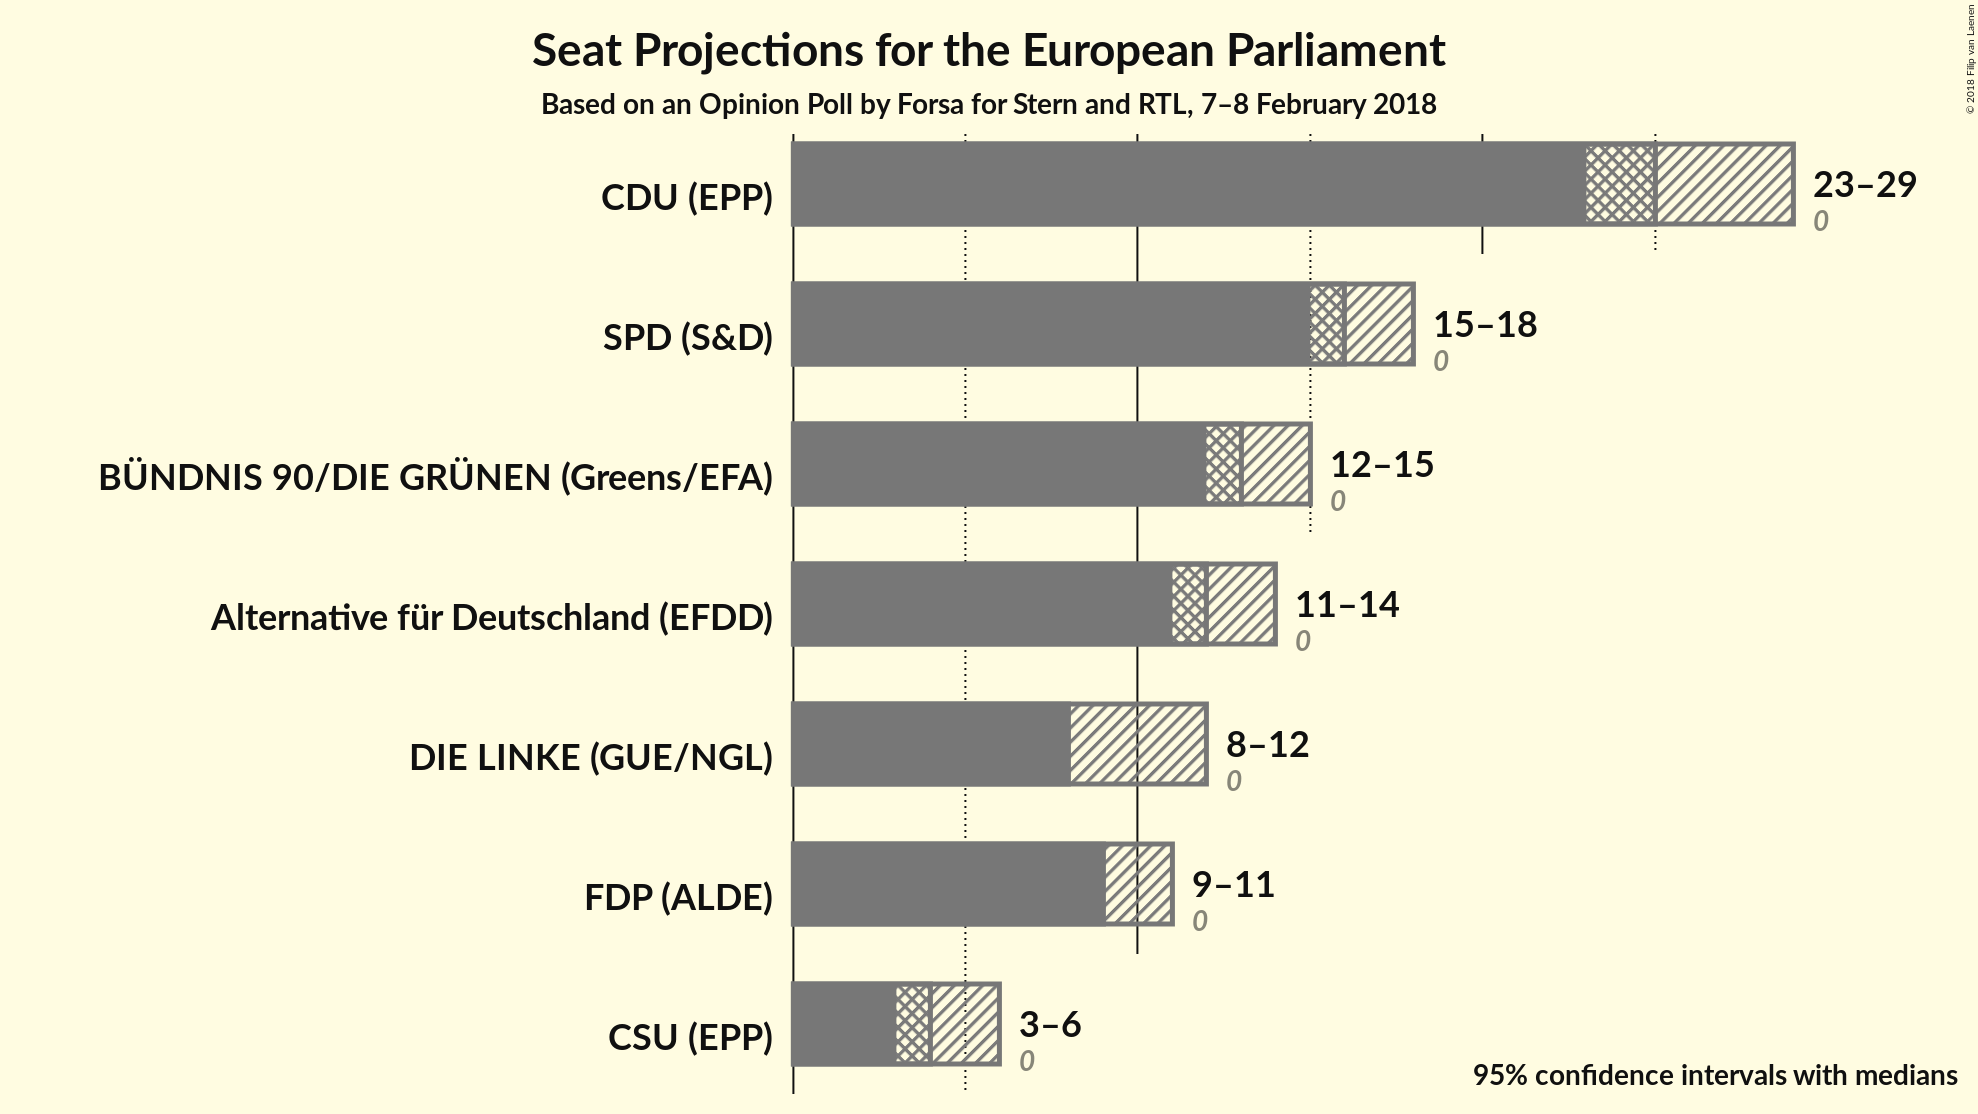 Seat Projections for the European Parliament
Based on an Opinion Poll by Forsa for Stern and RTL, 7–8 February 2018
© 2018 Filip van Laenen
CDU (EPP)
23–29
0
SPD (S&D)
15–18
0
BÜNDNIS 90/DIE GRÜNEN (Greens/EFA)
12–15
0
Alternative für Deutschland (EFDD)
11–14
0
DIE LINKE (GUE/NGL)
8–12
0
FDP (ALDE)
9–11
0
CSU (EPP)
3–6
0
95% confidence intervals with medians